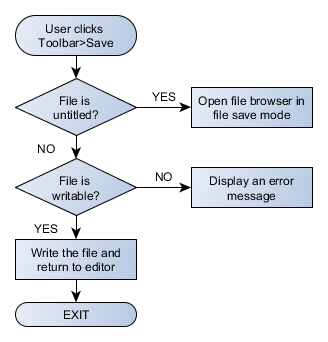 User clicks
Toolbar>Save
File is
untitled?
YES
Open file browser in
file save mode
NO
File is
writable?
NO
Display an error
message
YES
Write the file and
return to editor
EXIT